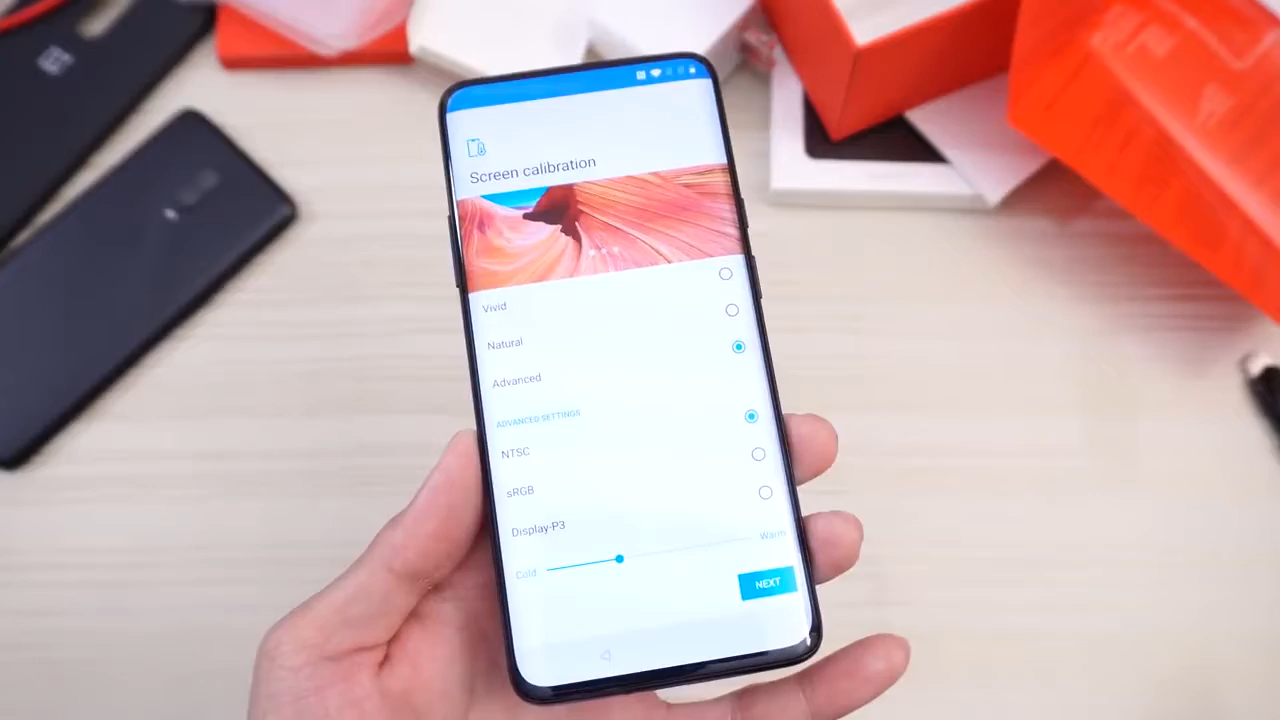 Screen calibration
Vivid
Natural
Advanced
ADVANCED SETTINGS
NTSC
sRGB
Display-P3
Cold Warm
NEXT